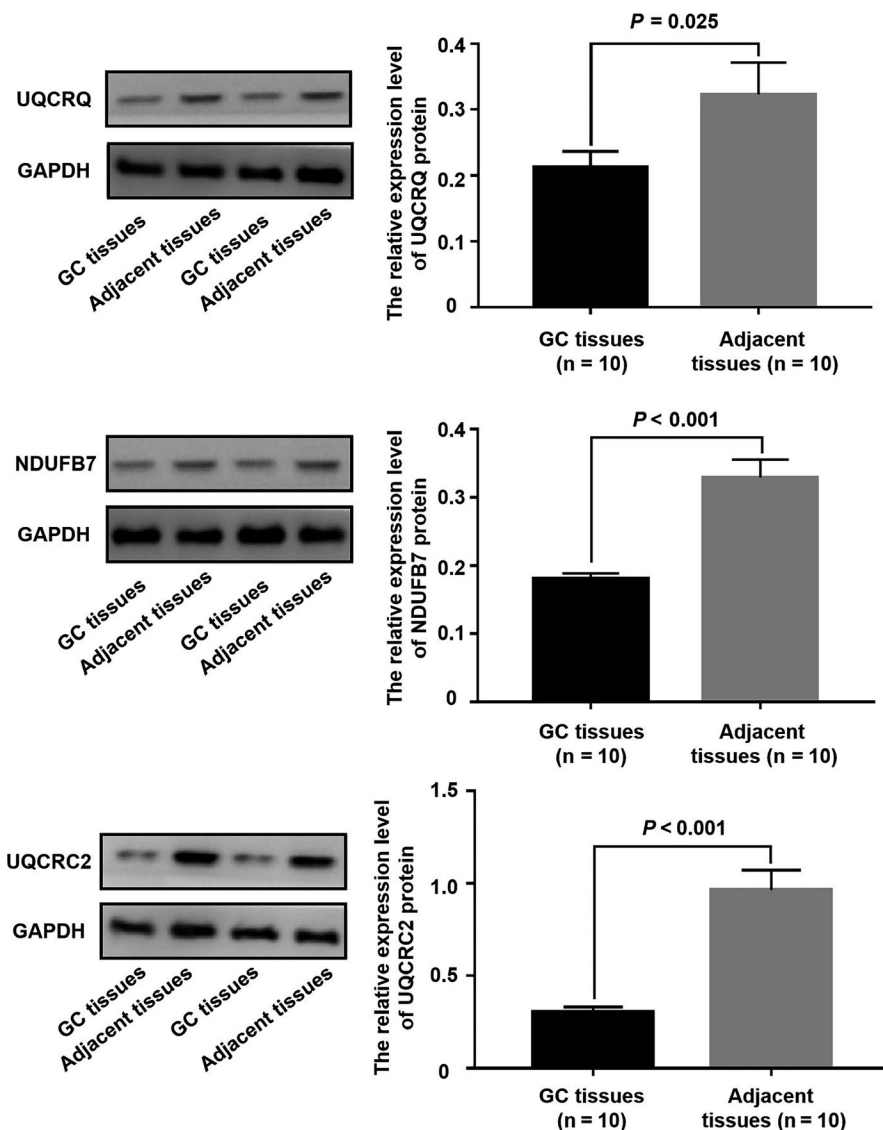 UQCRQ
GAPDH
GC tissues
Adjacent tissues
GC tissues
Adjacent tissues
The relative expression level
of UQCRQ protein
P = 0.025
0.4
0.3
0.2
0.1
0
GC tissues
(n = 10)
Adjacent
tissues (n = 10)
NDUFB7
GAPDH
GC tissues
Adjacent tissues
GC tissues
Adjacent tissues
The relative expression level
of NDUFB7 protein
P < 0.001
0.4
0.3
0.2
0.1
0
GC tissues
(n = 10)
Adjacent
tissues (n = 10)
UQCRC2
GAPDH
GC tissues
Adjacent tissues
GC tissues
Adjacent tissues
The relative expression level
of UQCRC2 protein
P < 0.001
1.5
1.0
0.5
0
GC tissues
(n = 10)
Adjacent
tissues (n = 10)